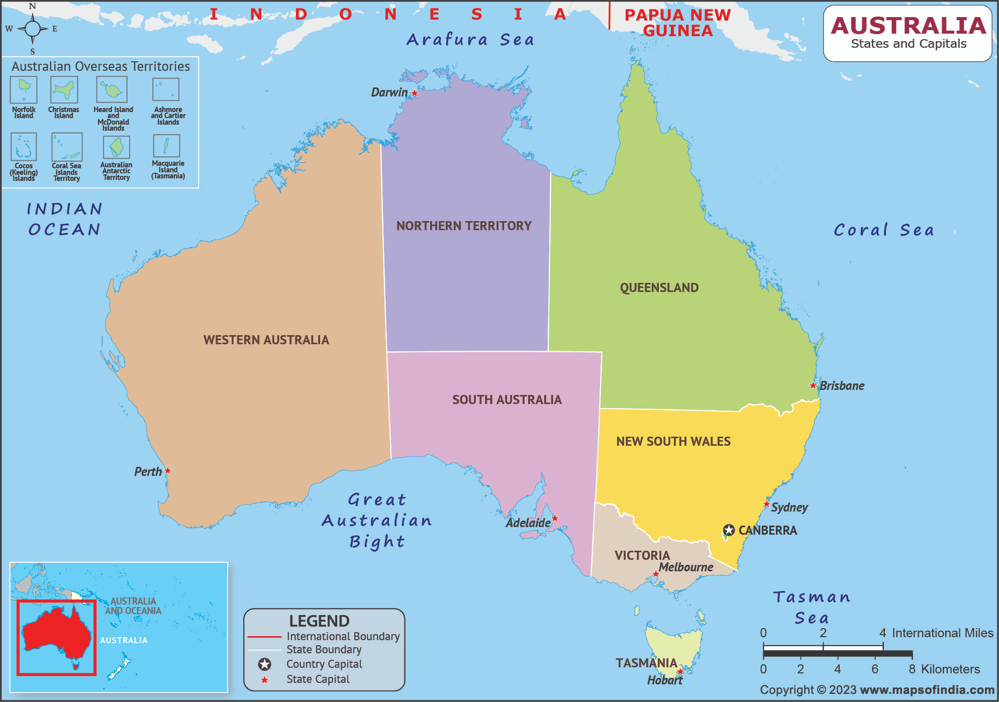 I N D O N E S I A
PAPUA NEW
GUINEA
AUSTRALIA
States and Capitals
N
W E
S
Arafura Sea
Australian Overseas Territories
Norfolk
Island
Christmas
Island
Heard Island
and
McDonald
Islands
Ashmore
and Cartier
Islands
Cocos
(Keeling)
Islands
Coral Sea
Islands
Territory
Australian
Antarctic
Territory
Macquarie
Island
(Tasmania)
Darwin
INDIAN
OCEAN
NORTHERN TERRITORY
Coral Sea
QUEENSLAND
WESTERN AUSTRALIA
SOUTH AUSTRALIA
Brisbane
NEW SOUTH WALES
Perth
Great
Australian
Bight
Adelaide
Sydney
CANBERRA
VICTORIA
Melbourne
Tasman
Sea
TASMANIA
Hobart
AUSTRALIA
AND OCEANIA
AUSTRALIA
LEGEND
International Boundary
State Boundary
Country Capital
State Capital
0 2 4 International Miles
0 2 4 6 8 Kilometers
Copyright © 2023 www.mapsofindia.com